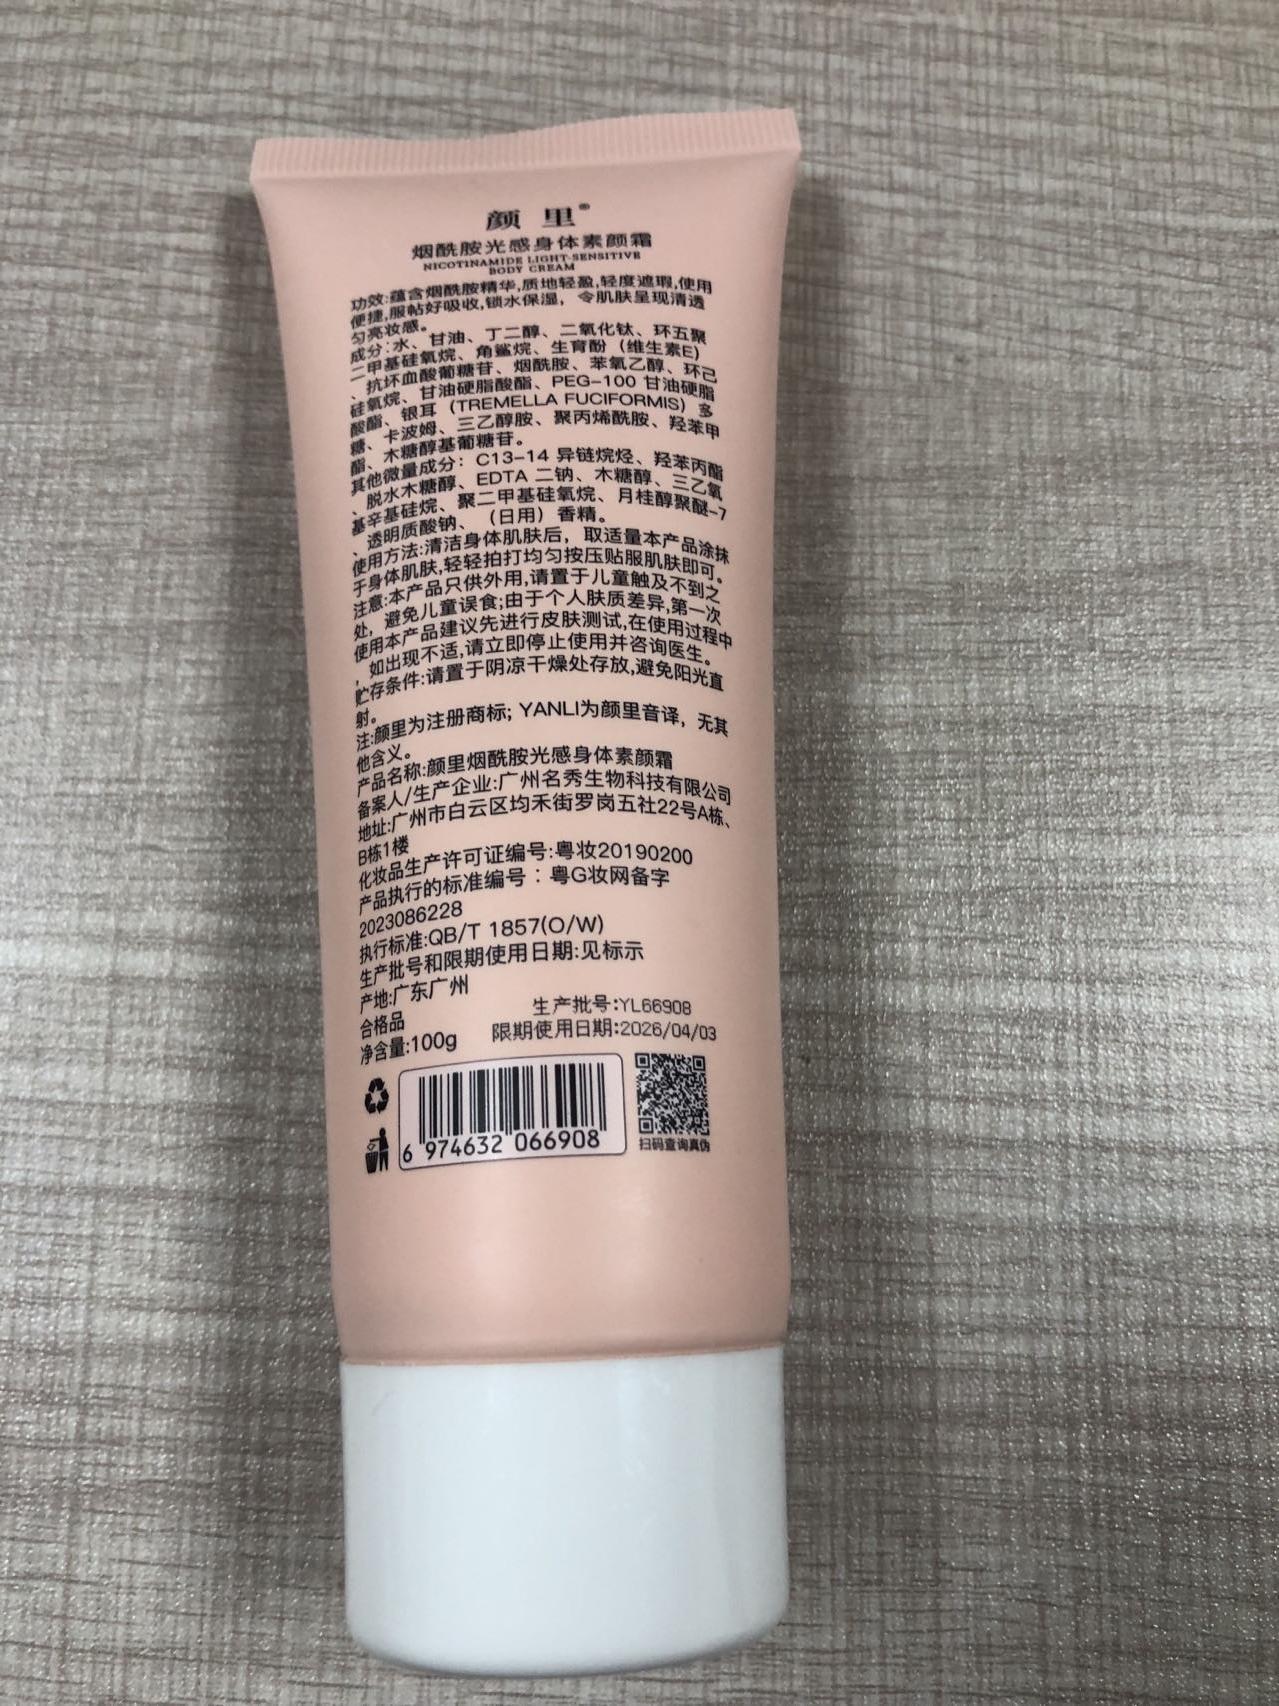 颜里®
烟酰胺光感身体素颜霜
NICOTINAMIDE LIGHT-SENSITIVE
BODY CREAM
功效:蕴含烟酰胺精华,质地轻盈,轻度遮瑕,使用
便捷,服帖好吸收,锁水保湿，令肌肤呈现清透
匀亮妆感。
成分:水、甘油、丁二醇、二氧化钛、环五聚
二甲基硅氧烷、角鲨烷、生育酚（维生素E）
、抗坏血酸葡糖苷、烟酰胺、苯氧乙醇、环己
硅氧烷、甘油硬脂酸酯、PEG-100 甘油硬脂
酸酯、银耳（TREMELLA FUCIFORMIS）多
糖、卡波姆、三乙醇胺、聚丙烯酰胺、羟苯甲
酯、木糖醇基葡糖苷。
其他微量成分：C13-14 异链烷烃、羟苯丙酯
、脱水木糖醇、EDTA 二钠、木糖醇、三乙氧
基辛基硅烷、聚二甲基硅氧烷、月桂醇聚醚-7
、透明质酸钠、（日用）香精。
使用方法:清洁身体肌肤后，取适量本产品涂抹
于身体肌肤,轻轻拍打均匀按压贴服肌肤即可。
注意:本产品只供外用,请置于儿童触及不到之
处，避免儿童误食;由于个人肤质差异,第一次
使用本产品建议先进行皮肤测试,在使用过程中
，如出现不适,请立即停止使用并咨询医生。
贮存条件:请置于阴凉干燥处存放,避免阳光直
射。
注:颜里为注册商标; YANLI为颜里音译，无其
他含义。
产品名称:颜里烟酰胺光感身体素颜霜
备案人/生产企业:广州名秀生物科技有限公司
地址:广州市白云区均禾街罗岗五社22号A栋、
B栋1楼
化妆品生产许可证编号:粤妆20190200
产品执行的标准编号：粤G妆网备字
2023086228
执行标准:QB/T 1857(O/W)
生产批号和限期使用日期:见标示
产地:广东广州
合格品
净含量:100g
生产批号:YL66908
限期使用日期:2026/04/03
6 974632 066908
扫码查询真伪